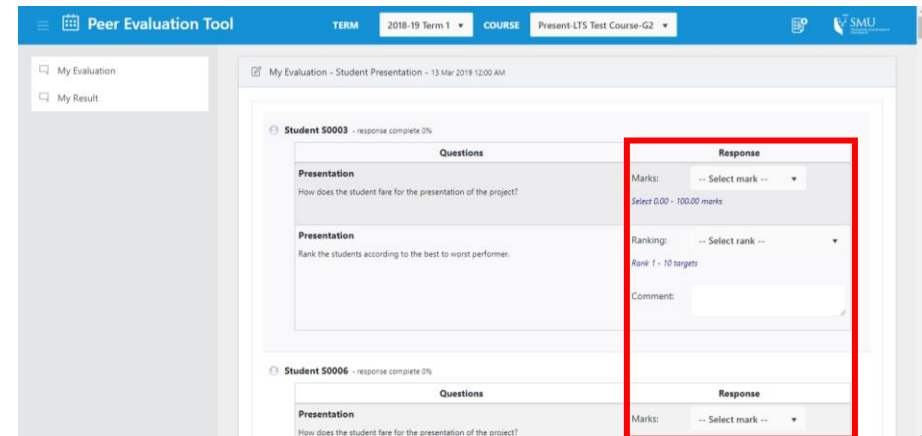 Peer Evaluation Tool
TERM 2018-19 Term 1 COURSE Present-LTS Test Course-G2
SMU
My Evaluation
My Result
My Evaluation - Student Presentation - 13 Mar 2019 12:00 AM
Student S0003 - response complete 0%
Questions Response
Presentation
How does the student fare for the presentation of the project?
Marks: -- Select mark --
Select 0.00 - 100.00 marks
Presentation
Rank the students according to the best to worst performer.
Ranking: -- Select rank --
Rank 1 - 10 targets
Comment:
Student S0006 - response complete 0%
Questions Response
Presentation
How does the student fare for the presentation of the project?
Marks: -- Select mark --